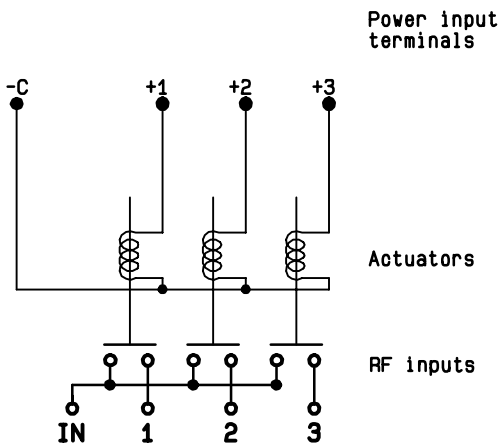 Power input
terminals
-C +1 +2 +3
Actuators
RF inputs
IN 1 2 3